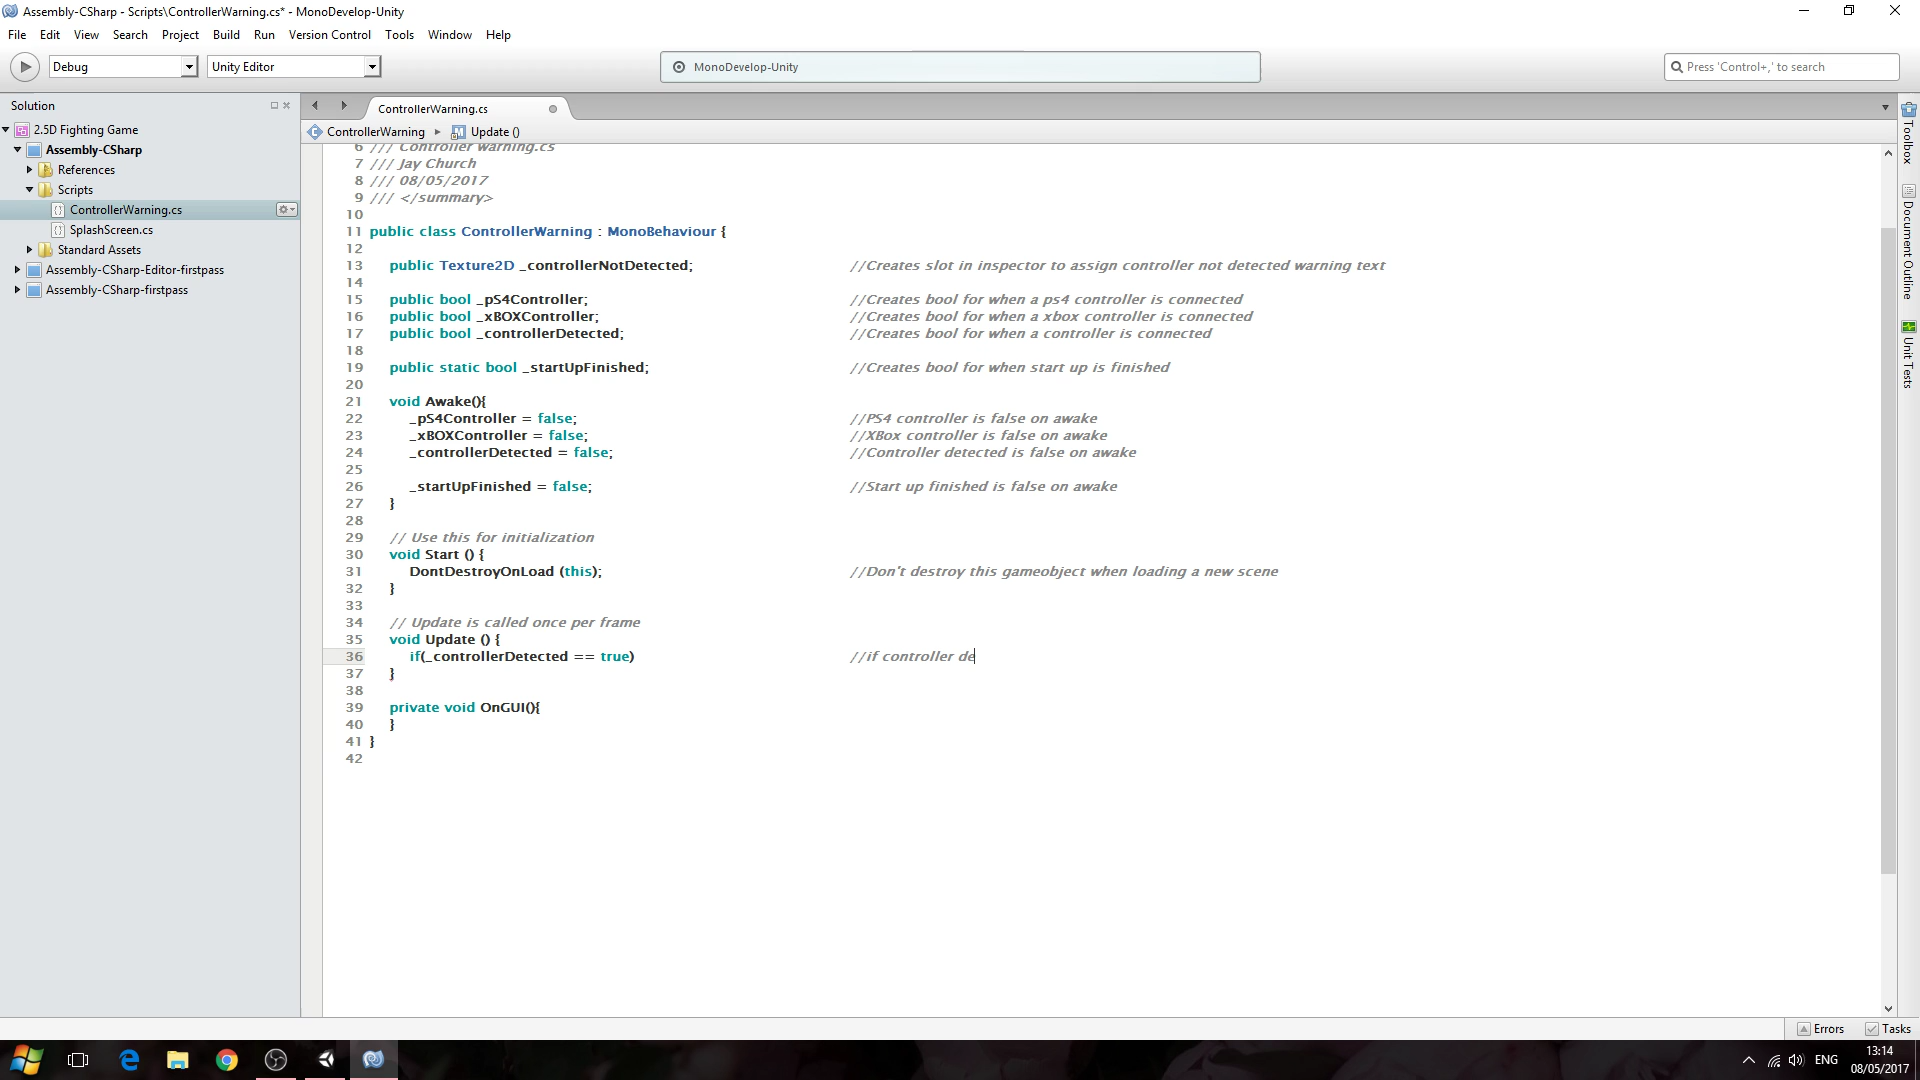 Assembly-CSharp - Scripts\ControllerWarning.cs* - MonoDevelop-Unity
File Edit View Search Project Build Run Version Control Tools Window Help
Debug Unity Editor MonoDevelop-Unity Press 'Control+,' to search
Solution
2.5D Fighting Game
Assembly-CSharp
References
Scripts
ControllerWarning.cs
SplashScreen.cs
Standard Assets
Assembly-CSharp-Editor-firstpass
Assembly-CSharp-firstpass
ControllerWarning.cs
ControllerWarning Update ()
6 /// Controller Warning.cs
7 /// Jay Church
8 /// 08/05/2017
9 /// </summary>
10
11 public class ControllerWarning : MonoBehaviour {
12
13 public Texture2D _controllerNotDetected; //Creates slot in inspector to assign controller not detected warning text
14
15 public bool _pS4Controller; //Creates bool for when a ps4 controller is connected
16 public bool _xBOXController; //Creates bool for when a xbox controller is connected
17 public bool _controllerDetected; //Creates bool for when a controller is connected
18
19 public static bool _startUpFinished; //Creates bool for when start up is finished
20
21 void Awake(){
22 _pS4Controller = false; //PS4 controller is false on awake
23 _xBOXController = false; //XBox controller is false on awake
24 _controllerDetected = false; //Controller detected is false on awake
25
26 _startUpFinished = false; //Start up finished is false on awake
27 }
28
29 // Use this for initialization
30 void Start () {
31 DontDestroyOnLoad (this); //Don't destroy this gameobject when loading a new scene
32 }
33
34 // Update is called once per frame
35 void Update () {
36 if(_controllerDetected == true) //if controller de
37 }
38
39 private void OnGUI(){
40 }
41 }
42
Toolbox
Document Outline
Unit Tests
Errors Tasks
ENG
13:14
08/05/2017